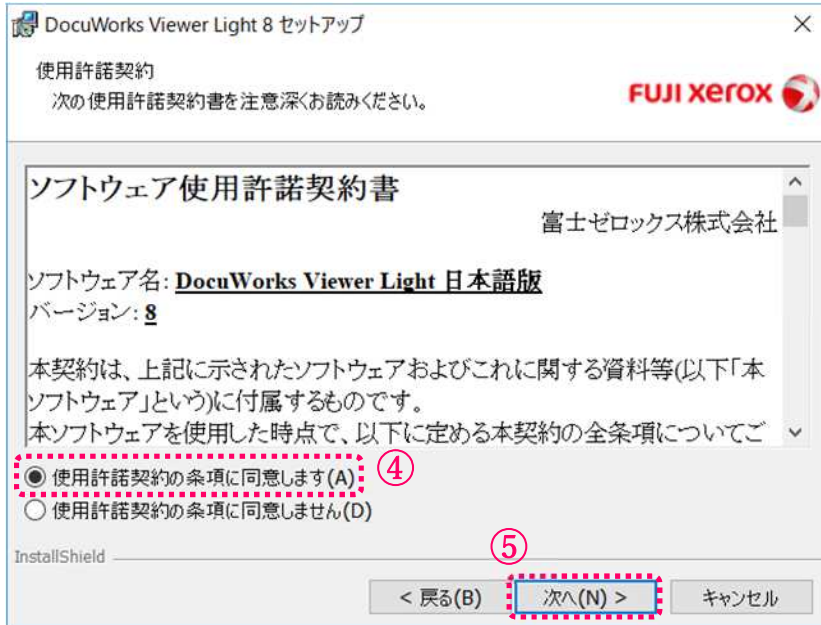 DocuWorks Viewer Light 8 セットアップ
使用許諾契約
次の使用許諾契約書を注意深くお読みください。
FUJI xerox
ソフトウェア使用許諾契約書
富士ゼロックス株式会社
ソフトウェア名: DocuWorks Viewer Light 日本語版
バージョン: 8
本契約は、上記に示されたソフトウェアおよびこれに関する資料等(以下「本
ソフトウェア」という)に付属するものです。
本ソフトウェアを使用した時点で、以下に定める本契約の全条項についてご
使用許諾契約の条項に同意します(A) ④
使用許諾契約の条項に同意しません(D)
InstallShield
⑤
< 戻る(B) 次へ(N) > キャンセル